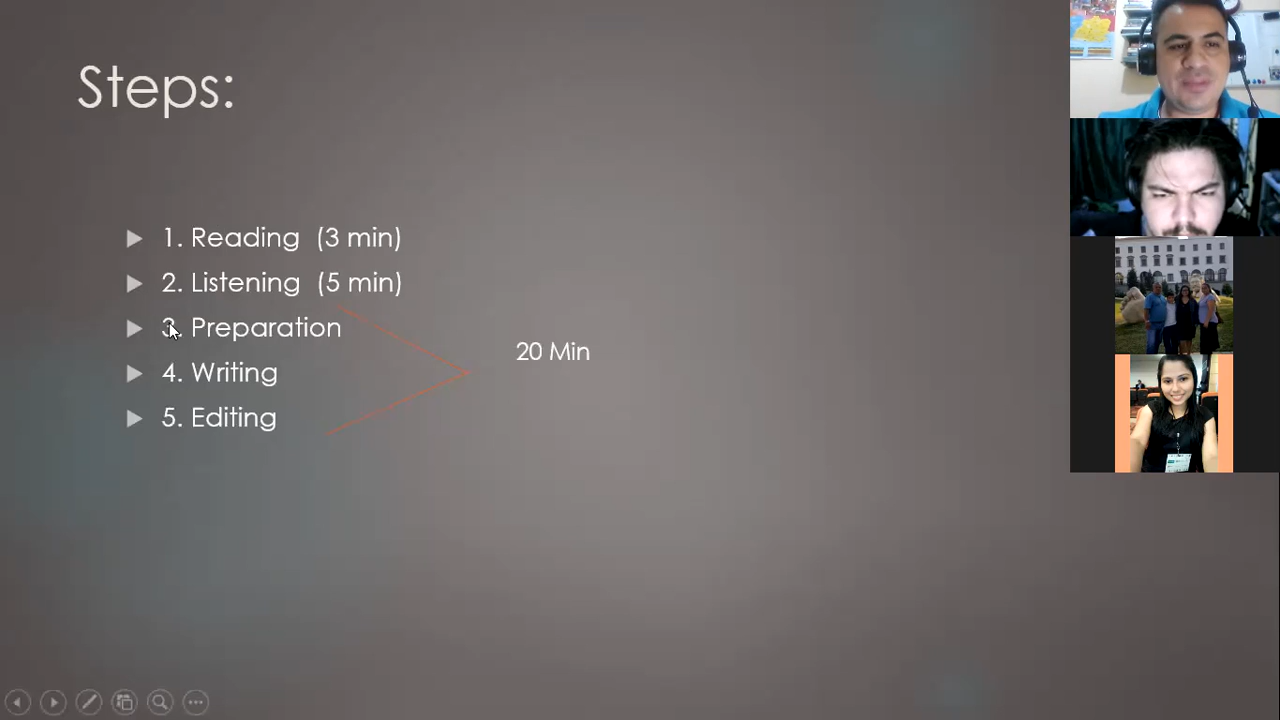 Steps:
1. Reading (3 min)
2. Listening (5 min)
3. Preparation
4. Writing
5. Editing
20 Min